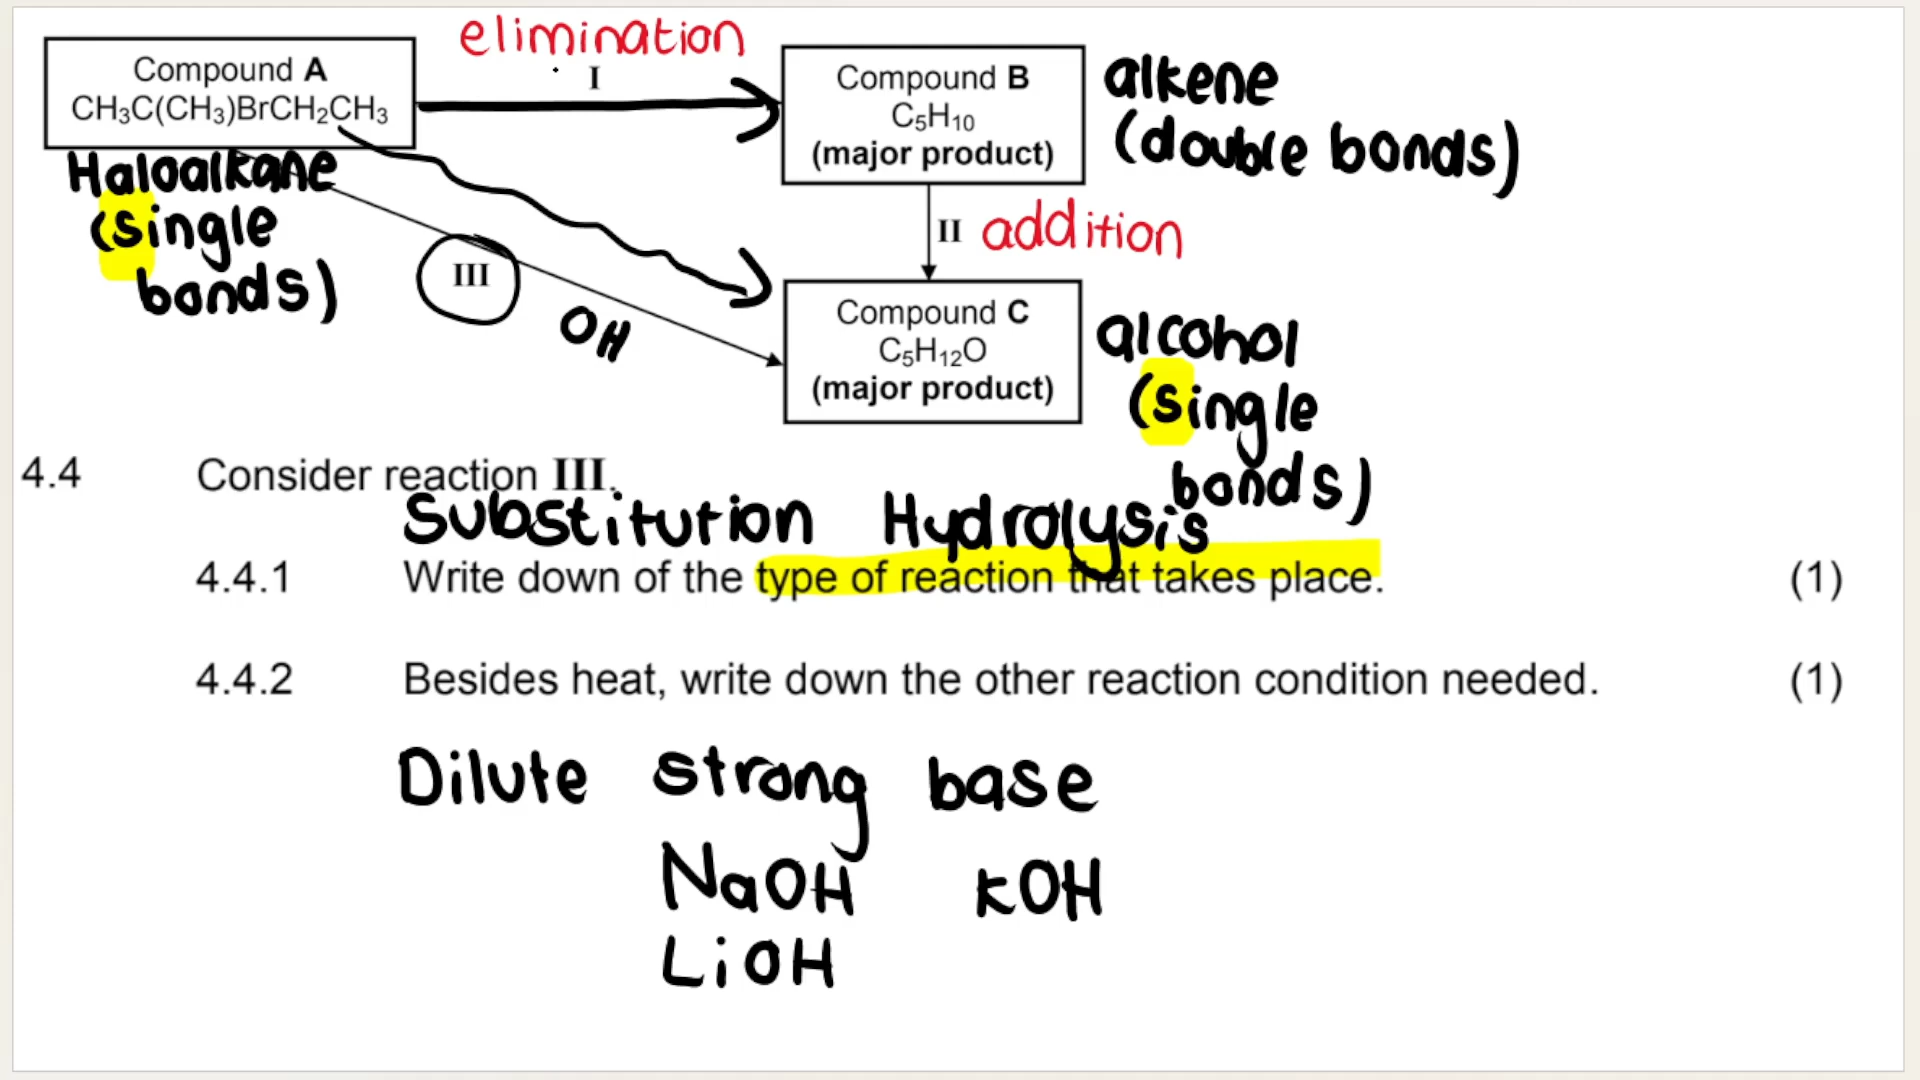 elimination
Compound A
CH₃C(CH₃)BrCH₂CH₃
I
Compound B
C₅H₁₀
(major product)
alkene
(double bonds)
Haloalkane
(single
bonds)
II addition
III
OH
Compound C
C₅H₁₂O
(major product)
alcohol
(single
bonds)
4.4 Consider reaction III.
Substitution Hydrolysis
4.4.1 Write down of the type of reaction that takes place. (1)
4.4.2 Besides heat, write down the other reaction condition needed. (1)
Dilute strong base
NaOH KOH
LiOH